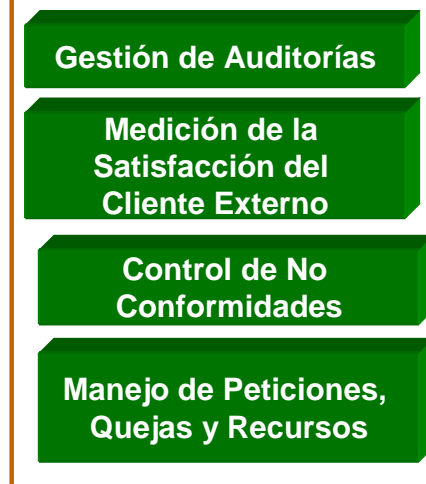 Gestión de Auditorías
Medición de la
Satisfacción del
Cliente Externo
Control de No
Conformidades
Manejo de Peticiones,
Quejas y Recursos